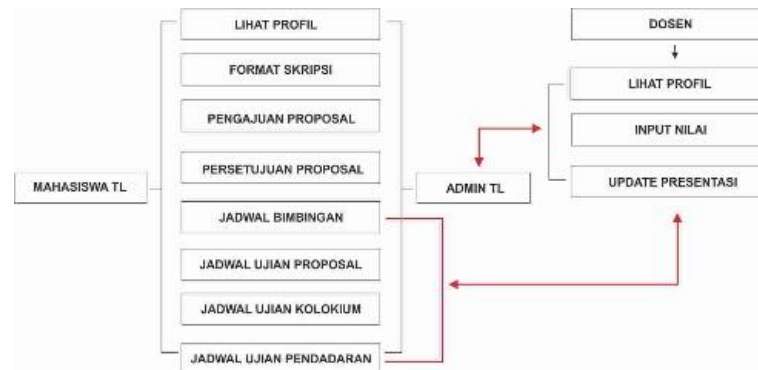 LIHAT PROFIL
FORMAT SKRIPSI
PENGAJUAN PROPOSAL
PERSETUJUAN PROPOSAL
MAHASISWA TL
JADWAL BIMBINGAN
JADWAL UJIAN PROPOSAL
JADWAL UJIAN KOLOKIUM
JADWAL UJIAN PENDADARAN
ADMIN TL
DOSEN
LIHAT PROFIL
INPUT NILAI
UPDATE PRESENTASI